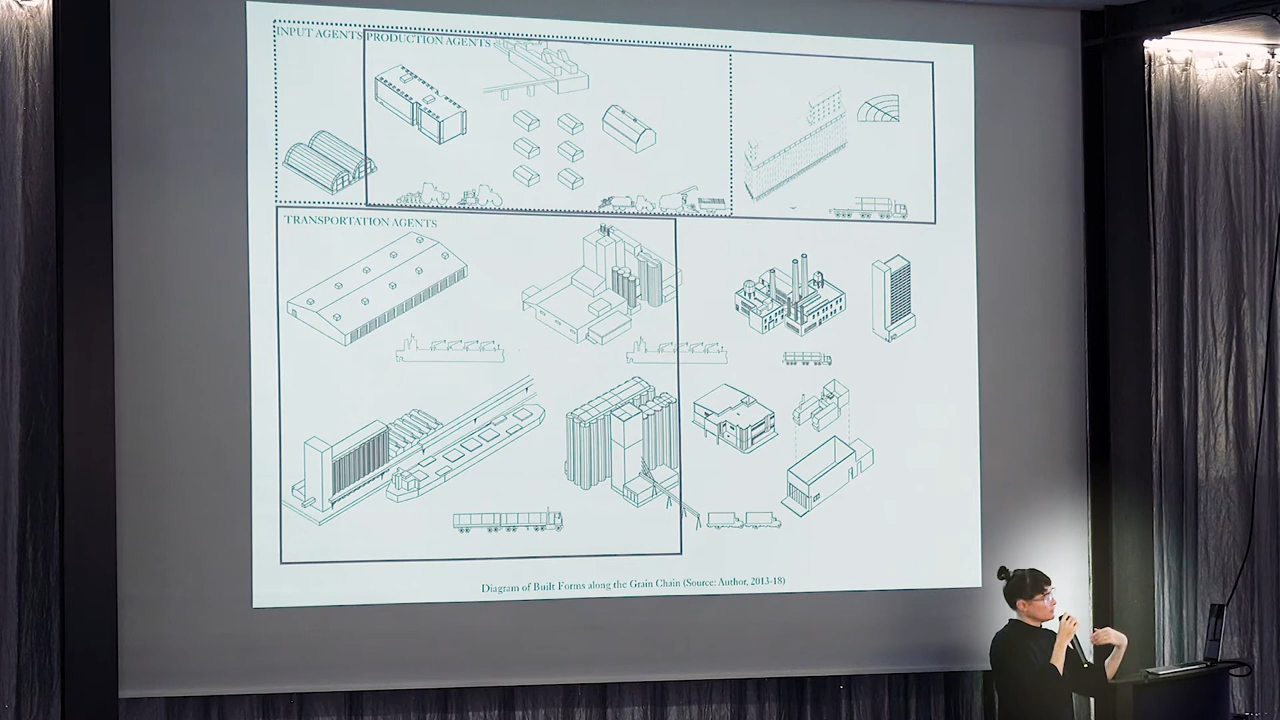 INPUT AGENTS PRODUCTION AGENTS
TRANSPORTATION AGENTS
Diagram of Built Forms along the Grain Chain (Source: Author, 2013-18)